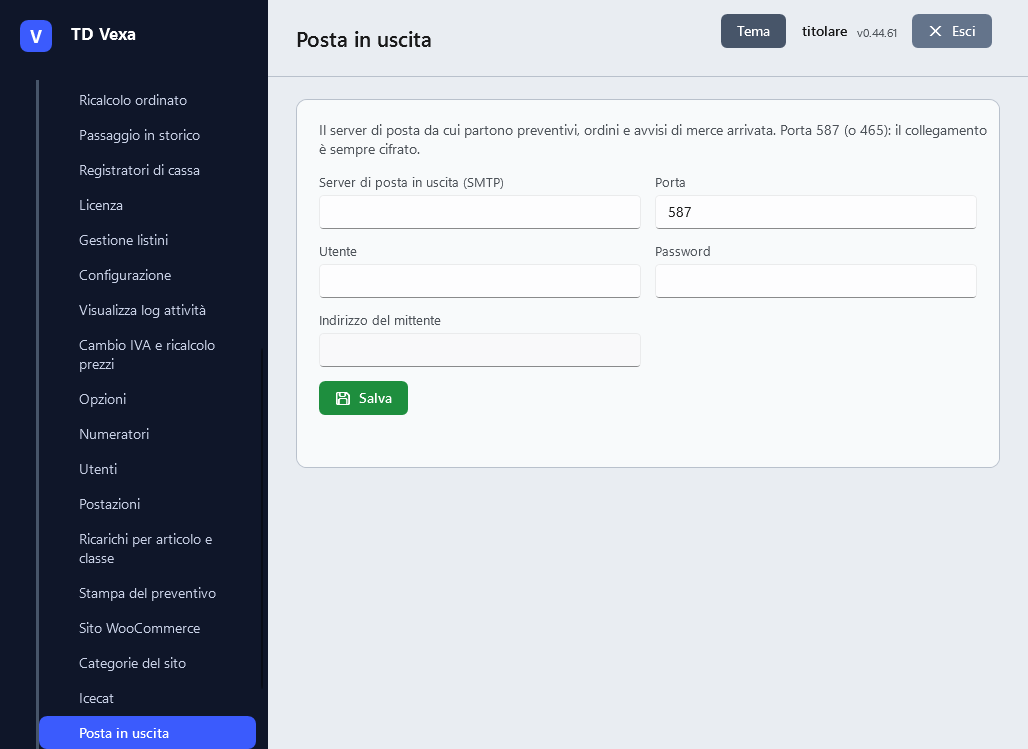 V
TD Vexa
Ricalcolo ordinato
Passaggio in storico
Registratori di cassa
Licenza
Gestione listini
Configurazione
Visualizza log attività
Cambio IVA e ricalcolo
prezzi
Opzioni
Numeratori
Utenti
Postazioni
Ricarichi per articolo e
classe
Stampa del preventivo
Sito WooCommerce
Categorie del sito
Icecat
Posta in uscita
Posta in uscita
Tema
titolare
v0.44.61
Esci
Il server di posta da cui partono preventivi, ordini e avvisi di merce arrivata. Porta 587 (o 465): il collegamento
è sempre cifrato.
Server di posta in uscita (SMTP)
Porta
587
Utente
Password
Indirizzo del mittente
Salva